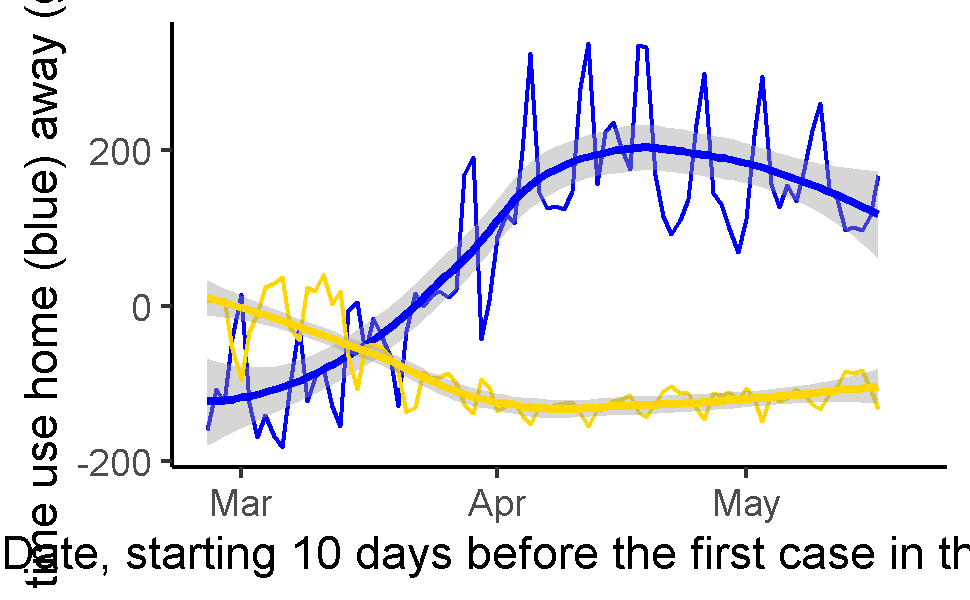 time use home (blue) away (
200
0
-200
Mar Apr May
Date, starting 10 days before the first case in th